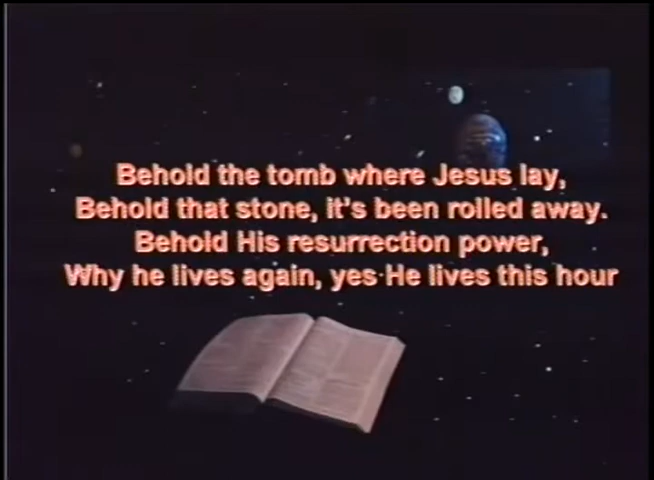 Behold the tomb where Jesus lay,
Behold that stone, it's been rolled away.
Behold His resurrection power,
Why he lives again, yes He lives this hour